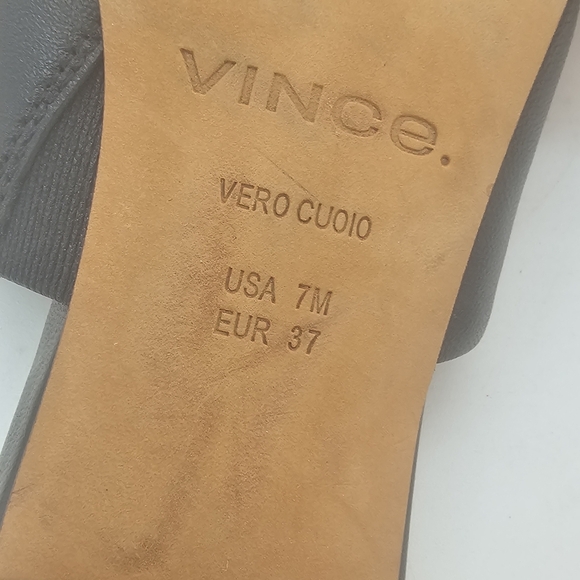 VINCe.
VERO CUOIO
USA 7M
EUR 37